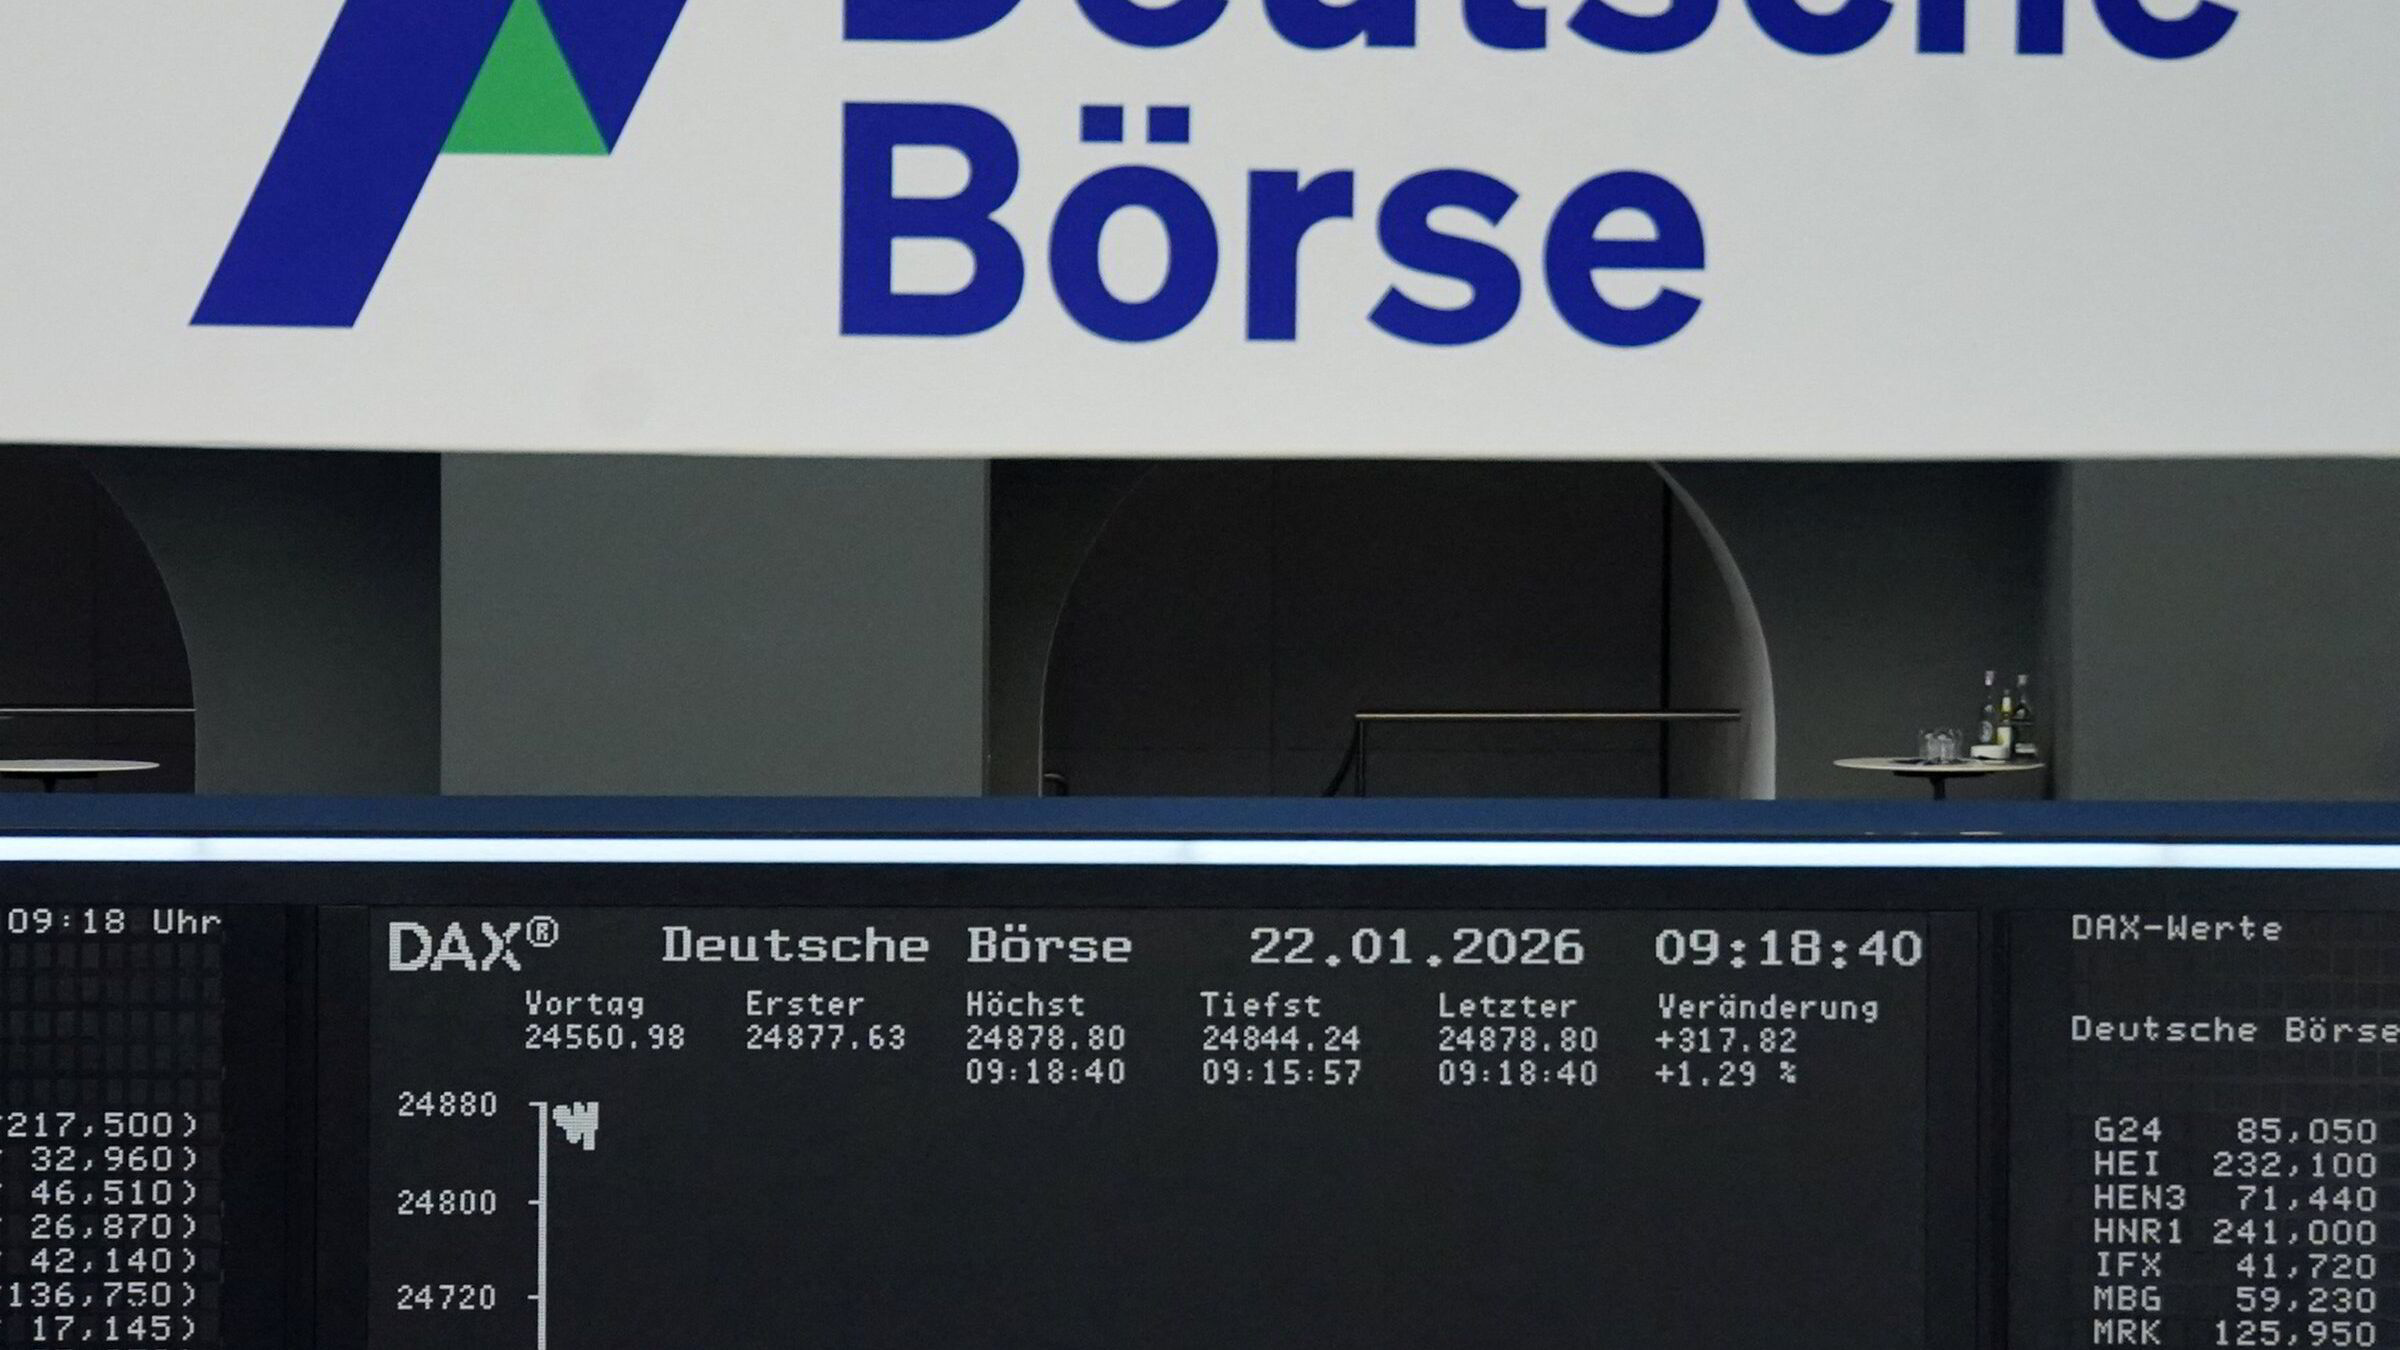 Deutsche
Börse
Bö
09:18 Uhr
217,500)
32,960)
46,510)
26,870)
42,140)
136,750)
17,145)
DAX® Deutsche Börse 22.01.2026 09:18:40
Vortag Erster Höchst Tiefst Letzter Veränderung
24560.98 24877.63 24878.80 24844.24 24878.80 +317.82
09:18:40 09:15:57 09:18:40 +1.29 %
24880
24800
24720
DAX-Werte
Deutsche Börse
G24 85,050
HEI 232,100
HEN3 71,440
HNR1 241,000
IFX 41,720
MBG 59,230
MRK 125,950